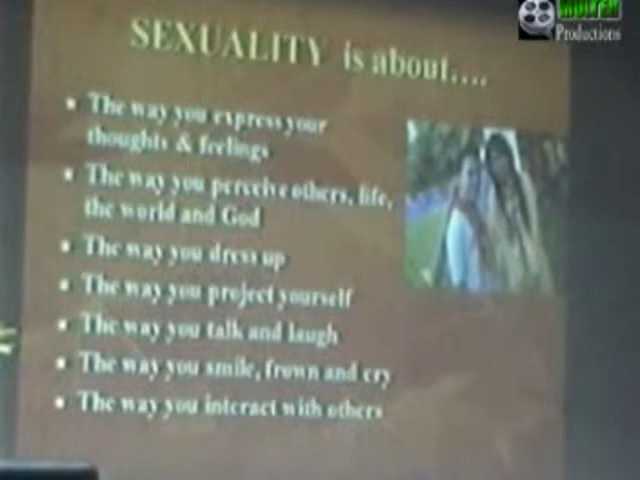 Productions
SEXUALITY is about....
The way you express your
thoughts & feelings
The way you perceive others, life,
the world and God
The way you dress up
The way you project yourself
The way you talk and laugh
The way you smile, frown and cry
The way you interact with others